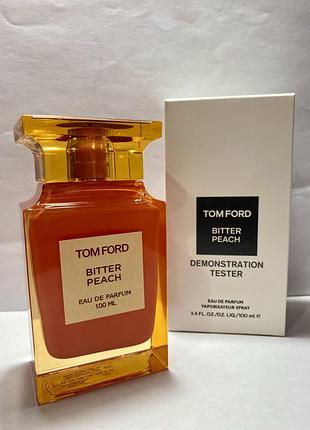 TOM FORD
BITTER
PEACH
EAU DE PARFUM
100 ML
TOM FORD
BITTER
PEACH
DEMONSTRATION
TESTER
EAU DE PARFUM
VAPORISATEUR SPRAY
3.4 FL.OZ./OZ. LIQ./100 ml e